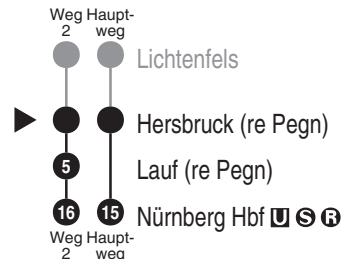 Weg Haupt-
2 weg
Lichtenfels
Hersbruck (re Pegn)
5 Lauf (re Pegn)
16 15 Nürnberg Hbf U S R
Weg Haupt-
2 weg